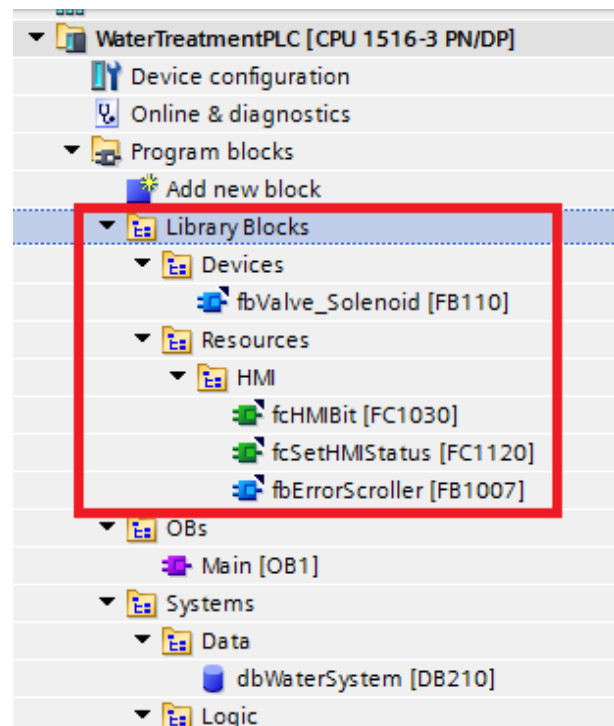 WaterTreatmentPLC [CPU 1516-3 PN/DP]
Device configuration
Online & diagnostics
Program blocks
Add new block
Library Blocks
Devices
fbValve_Solenoid [FB110]
Resources
HMI
fcHMIBit [FC1030]
fcSetHMIStatus [FC1120]
fbErrorScroller [FB1007]
OBs
Main [OB1]
Systems
Data
dbWaterSystem [DB210]
Logic